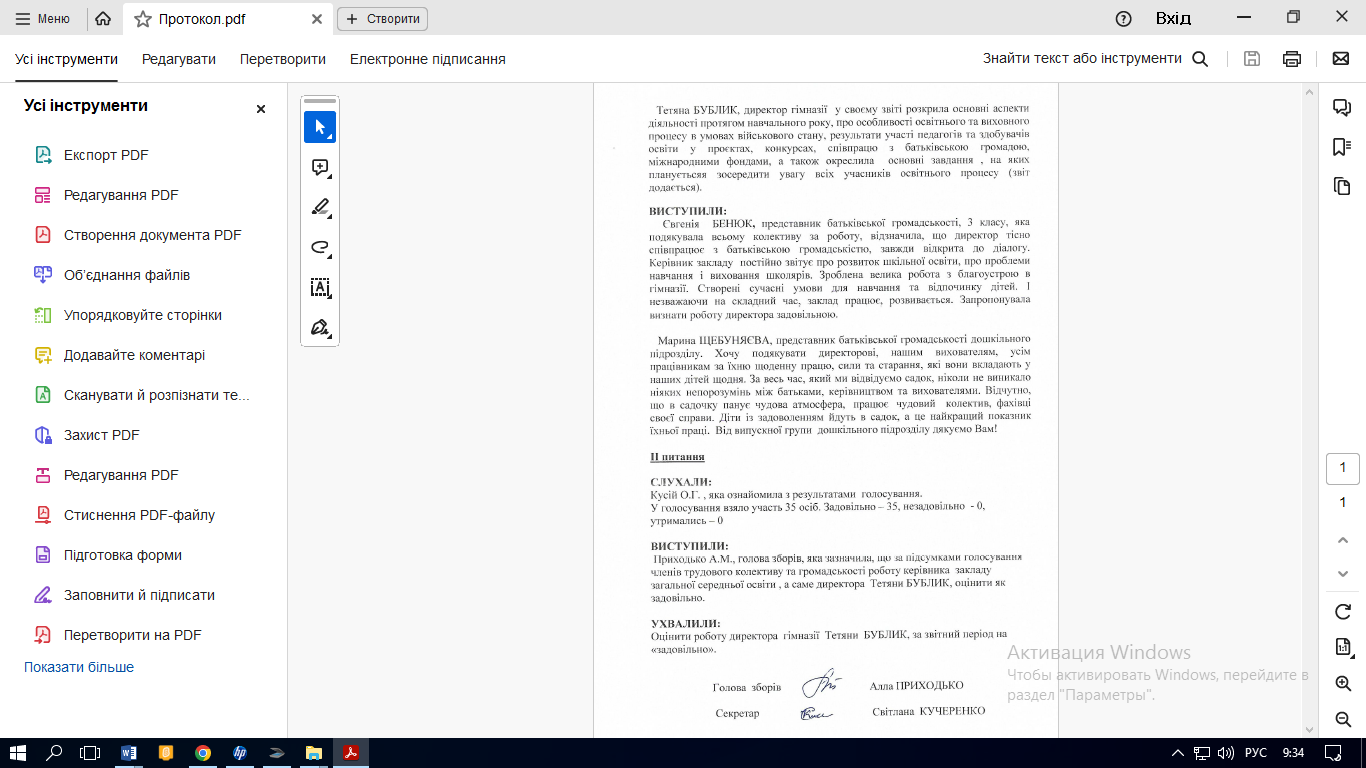 Меню
Протокол.pdf
Створити
Вхід
Усі інструменти
Редагувати
Перетворити
Електронне підписання
Знайти текст або інструменти
Усі інструменти
Експорт PDF
Редагування PDF
Створення документа PDF
Об'єднання файлів
Упорядковуйте сторінки
Додавайте коментарі
Сканувати й розпізнати те...
Захист PDF
Редагування PDF
Стиснення PDF-файлу
Підготовка форми
Заповнити й підписати
Перетворити на PDF
Показати більше
Тетяна БУБЛИК, директор гімназії у своєму звіті розкрила основні аспекти
діяльності протягом навчального року, про особливості освітнього та виховного
процесу в умовах військового стану, результати участі педагогів та здобувачів
освіти у проєктах, конкурсах, співпрацю з батьківською громадою,
міжнародними фондами, а також окреслила основні завдання , на яких
планується зосередити увагу всіх учасників освітнього процесу (звіт
додається).
ВИСТУПИЛИ:
Євгенія БЕНЮК, представник батьківської громадськості, 3 класу, яка
подякувала всьому колективу за роботу, відзначила, що директор тісно
співпрацює з батьківською громадськістю, завжди відкрита до діалогу.
Керівник закладу постійно звітує про розвиток шкільної освіти, про проблеми
навчання і виховання школярів. Зроблена велика робота з благоустрою в
гімназії. Створені сучасні умови для навчання та відпочинку дітей. І
незважаючи на складний час, заклад працює, розвивається. Запропонувала
визнати роботу директора задовільною.
Марина ЩЕБУНЯЄВА, представник батьківської громадськості дошкільного
підрозділу. Хочу подякувати директорові, нашим вихователям, усім
працівникам за їхню щоденну працю, сили та старання, які вони вкладають у
наших дітей щодня. За весь час, який ми відвідуємо садок, ніколи не виникало
ніяких непорозумінь між батьками, керівництвом та вихователями. Відчутно,
що в садочку панує чудова атмосфера, працює чудовий колектив, фахівці
своєї справи. Діти із задоволенням йдуть в садок, а це найкращий показник
їхньої праці. Від випускної групи дошкільного підрозділу дякуємо Вам!
ІІ питання
СЛУХАЛИ:
Кусій О.Г. , яка ознайомила з результатами голосування.
У голосування взяло участь 35 осіб. Задовільно – 35, незадовільно - 0,
утримались – 0
ВИСТУПИЛИ:
Приходько А.М., голова зборів, яка зазначила, що за підсумками голосування
членів трудового колективу та громадськості роботу керівника закладу
загальної середньої освіти , а саме директора Тетяни БУБЛИК, оцінити як
задовільно.
УХВАЛИЛИ:
Оцінити роботу директора гімназії Тетяни БУБЛИК, за звітний період на
«задовільно».
Голова зборів Алла ПРИХОДЬКО
Секретар Світлана КУЧЕРЕНКО
1
1
Активация Windows
Чтобы активировать Windows, перейдите в
раздел "Параметры".
РУС
9:34